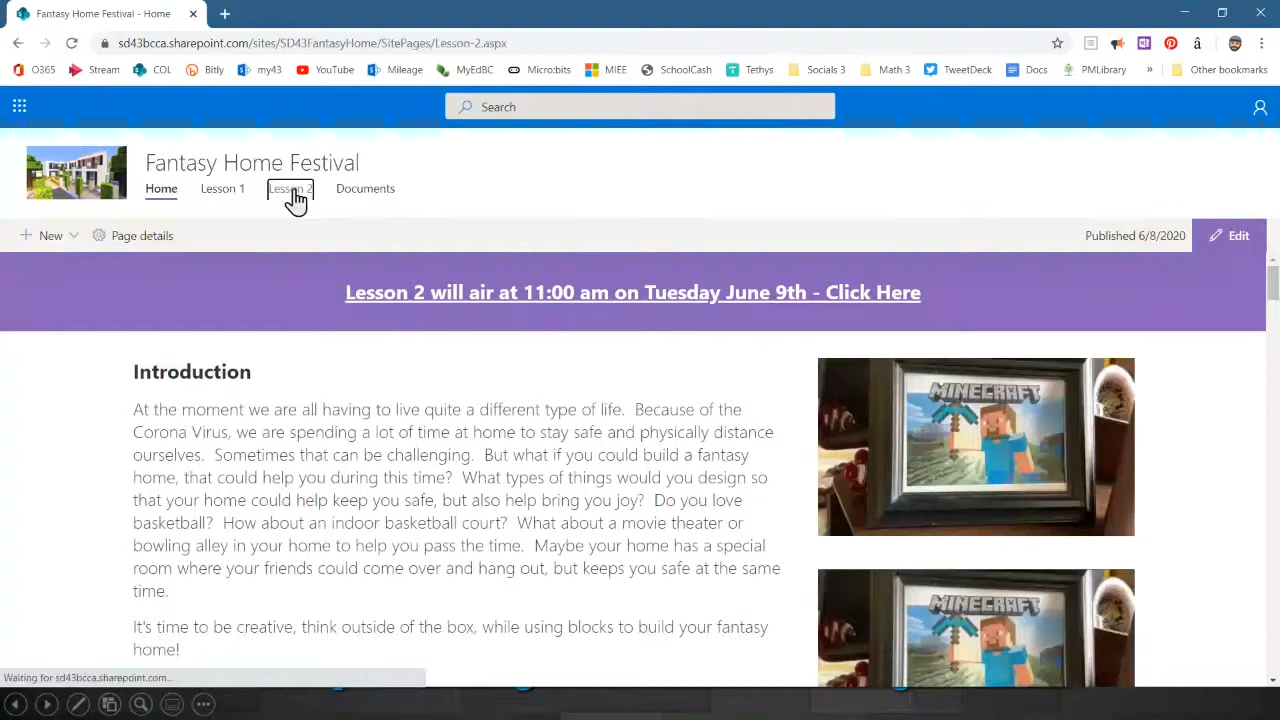 Fantasy Home Festival - Home
sd43bcca.sharepoint.com/sites/SD43FantasyHome/SitePages/Lesson-2.aspx
O365 Stream COL Bitty my43 YouTube Mileage MyEdBC Micro:bits MIEE SchoolCash Tethys Socials 3 Math 3 TweetDeck Docs PMLibrary » Other bookmarks
Search
Fantasy Home Festival
Home Lesson 1 Lesson 2 Documents
New Page details Published 6/8/2020 Edit
Lesson 2 will air at 11:00 am on Tuesday June 9th - Click Here
Introduction
At the moment we are all having to live quite a different type of life. Because of the
Corona Virus, we are spending a lot of time at home to stay safe and physically distance
ourselves. Sometimes that can be challenging. But what if you could build a fantasy
home, that could help you during this time? What types of things would you design so
that your home could help keep you safe, but also help bring you joy? Do you love
basketball? How about an indoor basketball court? What about a movie theater or
bowling alley in your home to help you pass the time. Maybe your home has a special
room where your friends could come over and hang out, but keeps you safe at the same
time.
It's time to be creative, think outside of the box, while using blocks to build your fantasy
home!
MINECRAFT
MINECRAFT
Waiting for sd43bcca.sharepoint.com...